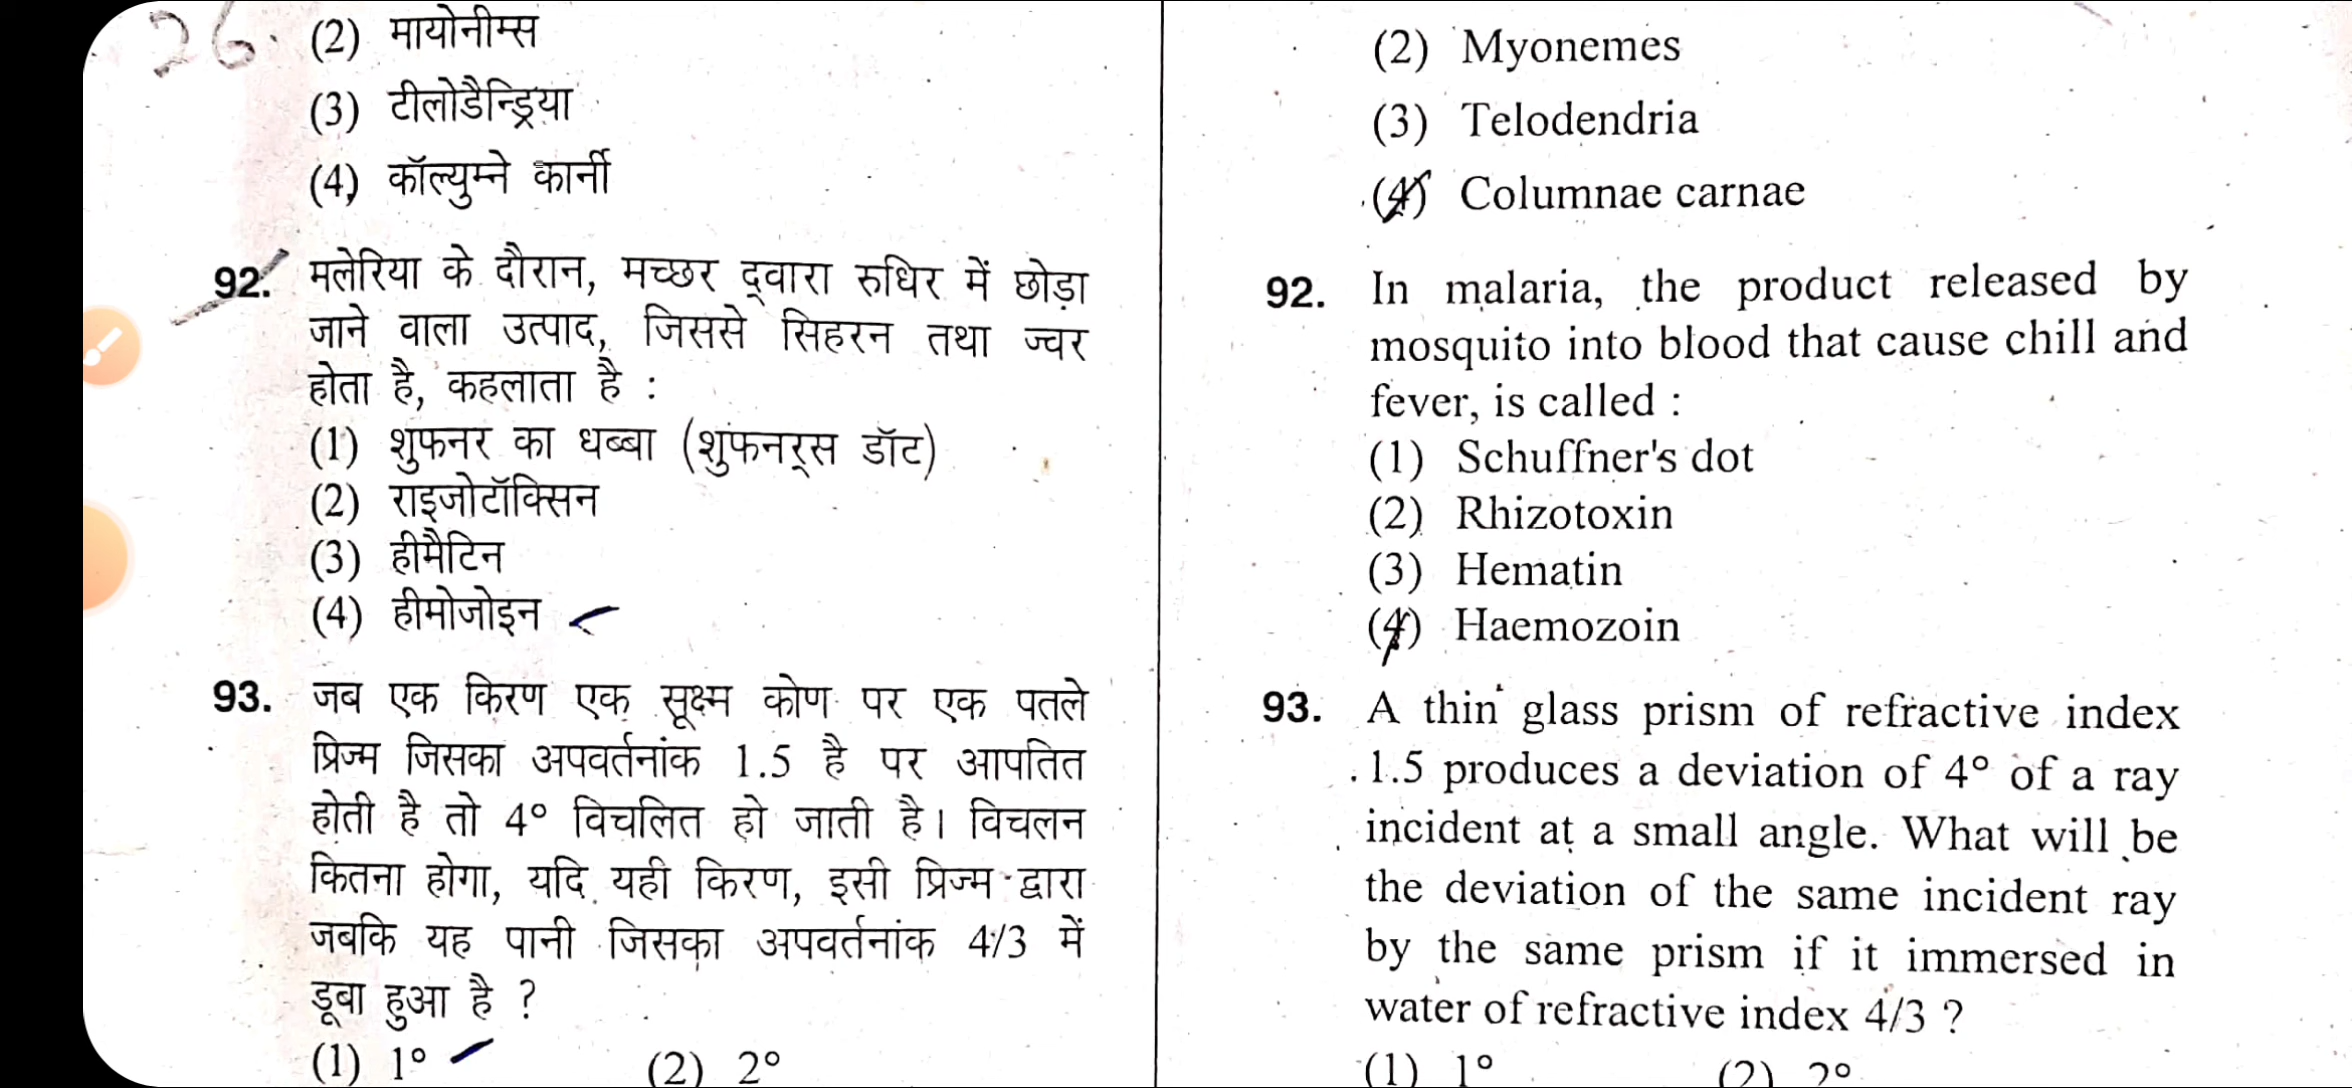 26.
(2) मायोनीम्स
(3) टीलोडैन्ड्रिया
(4) कॉल्युम्ने कार्नी
92. मलेरिया के दौरान, मच्छर द्वारा रुधिर में छोड़ा
जाने वाला उत्पाद, जिससे सिहरन तथा ज्वर
होता है, कहलाता है :
(1) शुफनर का धब्बा (शुफनर्स डॉट)
(2) राइजोटॉक्सिन
(3) हीमैटिन
(4) हीमोजोइन
93. जब एक किरण एक सूक्ष्म कोण पर एक पतले
प्रिज्म जिसका अपवर्तनांक 1.5 है पर आपतित
होती है तो 4° विचलित हो जाती है। विचलन
कितना होगा, यदि यही किरण, इसी प्रिज्म द्वारा
जबकि यह पानी जिसका अपवर्तनांक 4/3 में
डूबा हुआ है ?
(1) 1° (2) 2°
(2) Myonemes
(3) Telodendria
(4) Columnae carnae
92. In malaria, the product released by
mosquito into blood that cause chill and
fever, is called :
(1) Schuffner's dot
(2) Rhizotoxin
(3) Hematin
(4) Haemozoin
93. A thin glass prism of refractive index
1.5 produces a deviation of 4° of a ray
incident at a small angle. What will be
the deviation of the same incident ray
by the same prism if it immersed in
water of refractive index 4/3 ?
(1) 1° (2) 2°